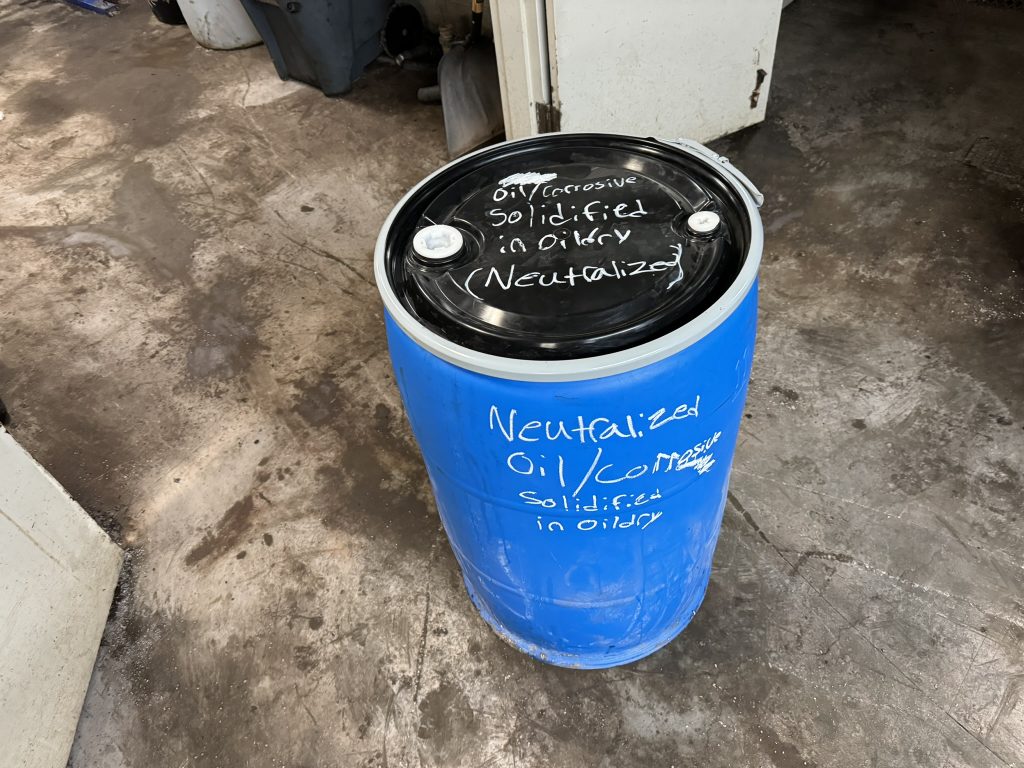 Oil/corrosive
Solidified
in Oildry
(Neutralized)
Neutralized
Oil/corrosive
Solidified
in Oildry